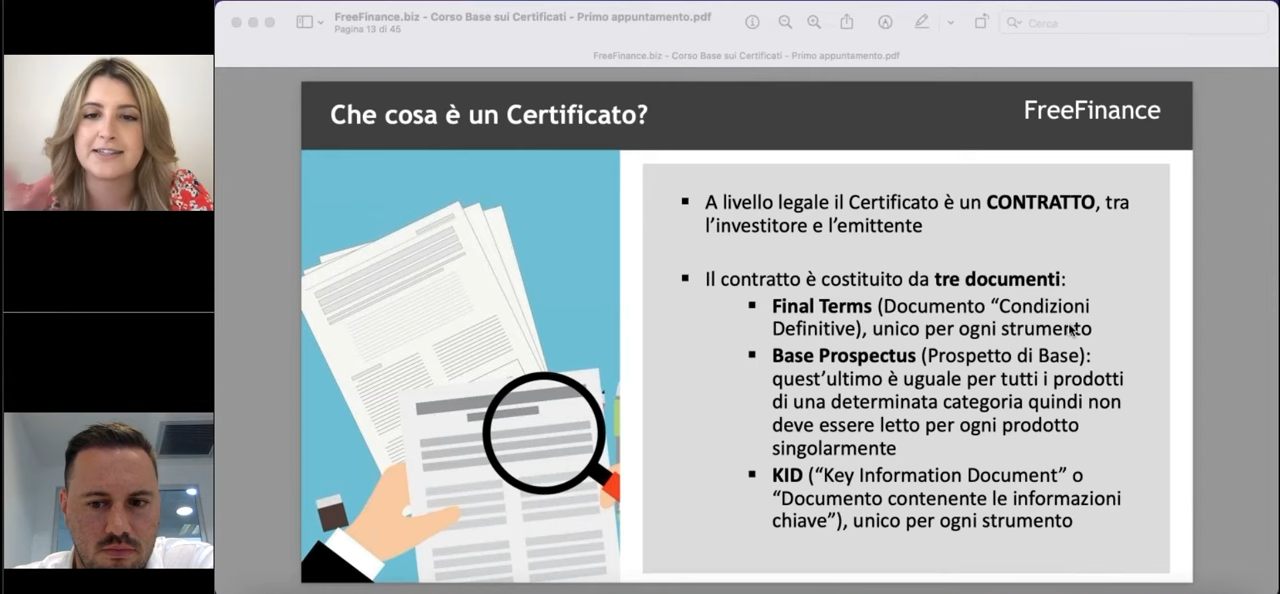 FreeFinance.biz - Corso Base sui Certificati - Primo appuntamento.pdf
Pagina 13 di 45
Cerca
FreeFinance.biz - Corso Base sui Certificati - Primo appuntamento.pdf
Che cosa è un Certificato?
FreeFinance
▪ A livello legale il Certificato è un CONTRATTO, tra
l’investitore e l’emittente
▪ Il contratto è costituito da tre documenti:
▪ Final Terms (Documento “Condizioni
Definitive), unico per ogni strumento
▪ Base Prospectus (Prospetto di Base):
quest’ultimo è uguale per tutti i prodotti
di una determinata categoria quindi non
deve essere letto per ogni prodotto
singolarmente
▪ KID (“Key Information Document” o
“Documento contenente le informazioni
chiave”), unico per ogni strumento